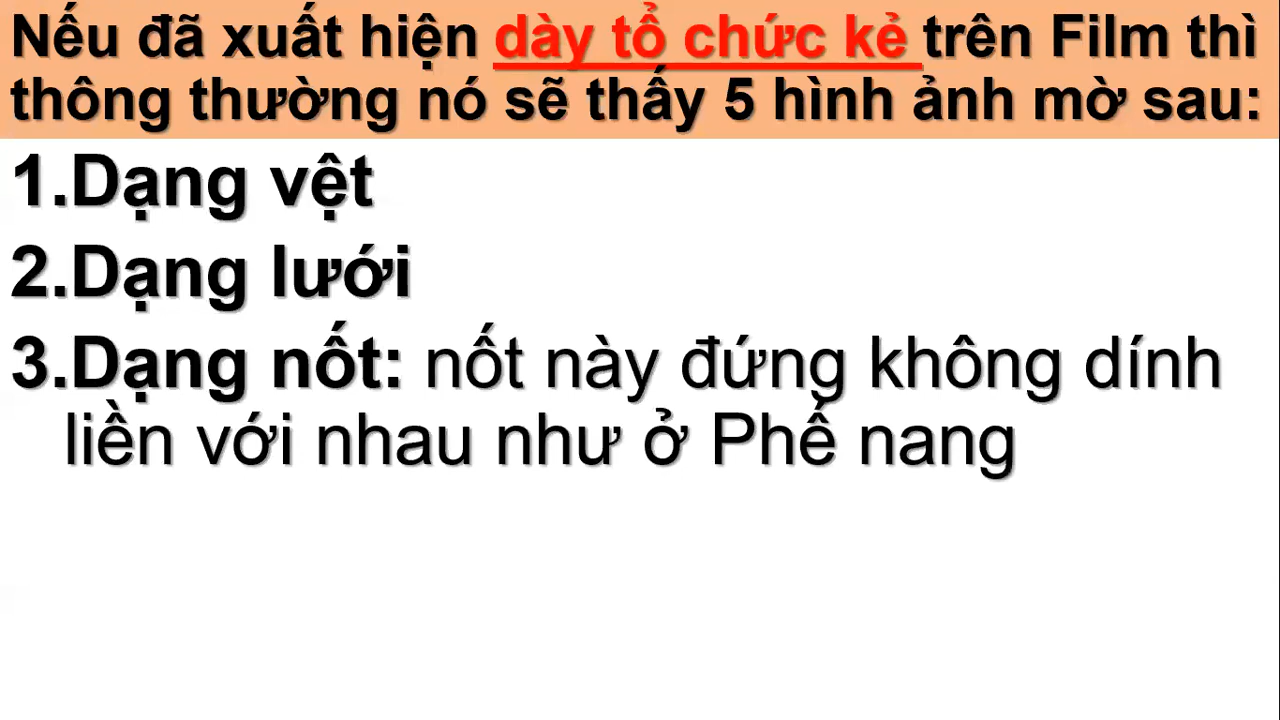 Nếu đã xuất hiện dày tổ chức kẻ trên Film thì
thông thường nó sẽ thấy 5 hình ảnh mờ sau:
1.Dạng vệt
2.Dạng lưới
3.Dạng nốt: nốt này đứng không dính
liền với nhau như ở Phế nang